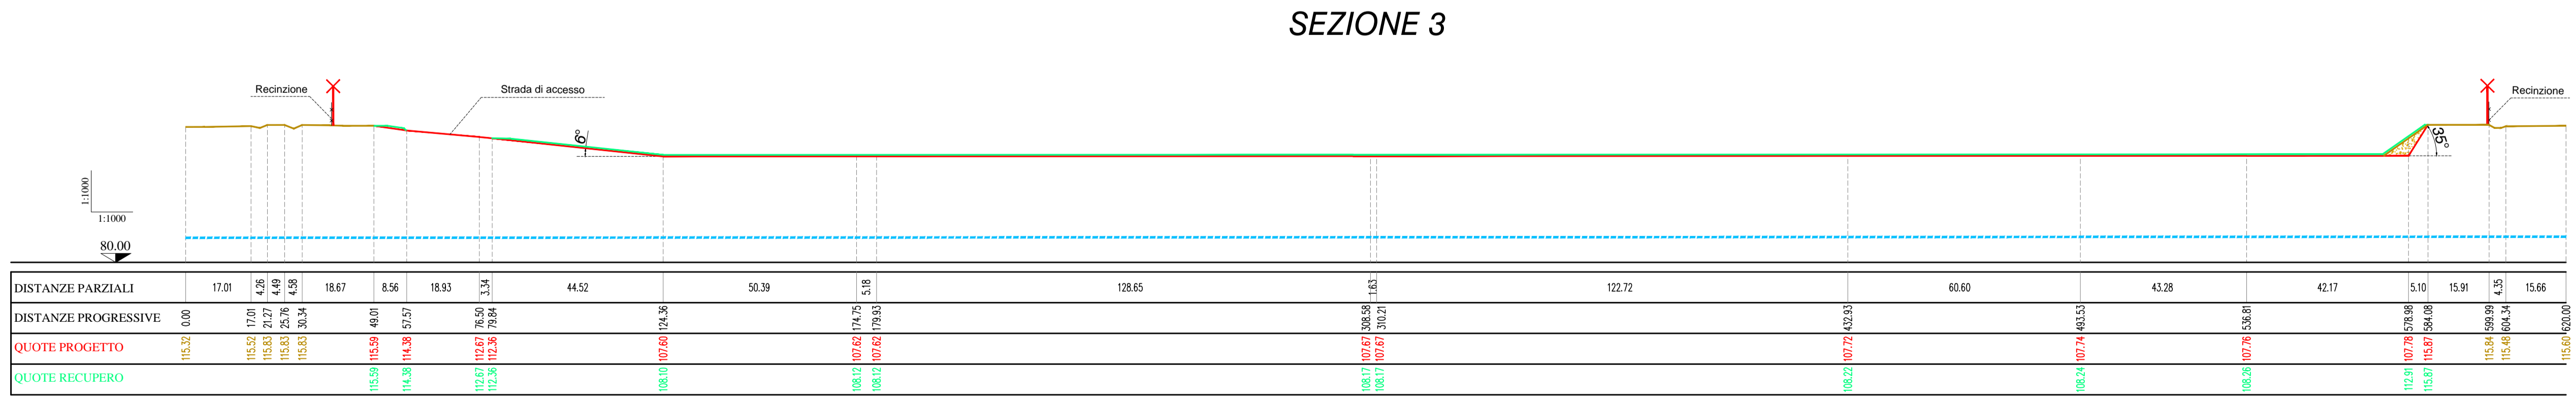 SEZIONE 3
Recinzione
Strada di accesso
Recinzione
6°
35°
1:1000
1:1000
80.00
DISTANZE PARZIALI 17.01 4.26 4.49 4.58 18.67 8.56 18.93 3.34 44.52 50.39 5.18 128.65 1.63 122.72 60.60 43.28 42.17 5.10 15.91 4.35 15.66
DISTANZE PROGRESSIVE 0.00 17.01 21.27 25.76 30.34 49.01 57.57 76.50 79.84 124.36 174.75 179.93 308.58 310.21 432.93 493.53 536.81 578.98 584.08 599.99 604.34 620.00
QUOTE PROGETTO 115.32 115.52 115.83 115.83 115.83 115.59 114.38 112.67 112.36 107.60 107.62 107.62 107.67 107.67 107.72 107.74 107.76 107.78 115.87 115.84 115.48 115.60
QUOTE RECUPERO 115.59 114.38 112.67 112.36 108.10 108.12 108.12 108.17 108.17 108.22 108.24 108.26 112.91 115.87